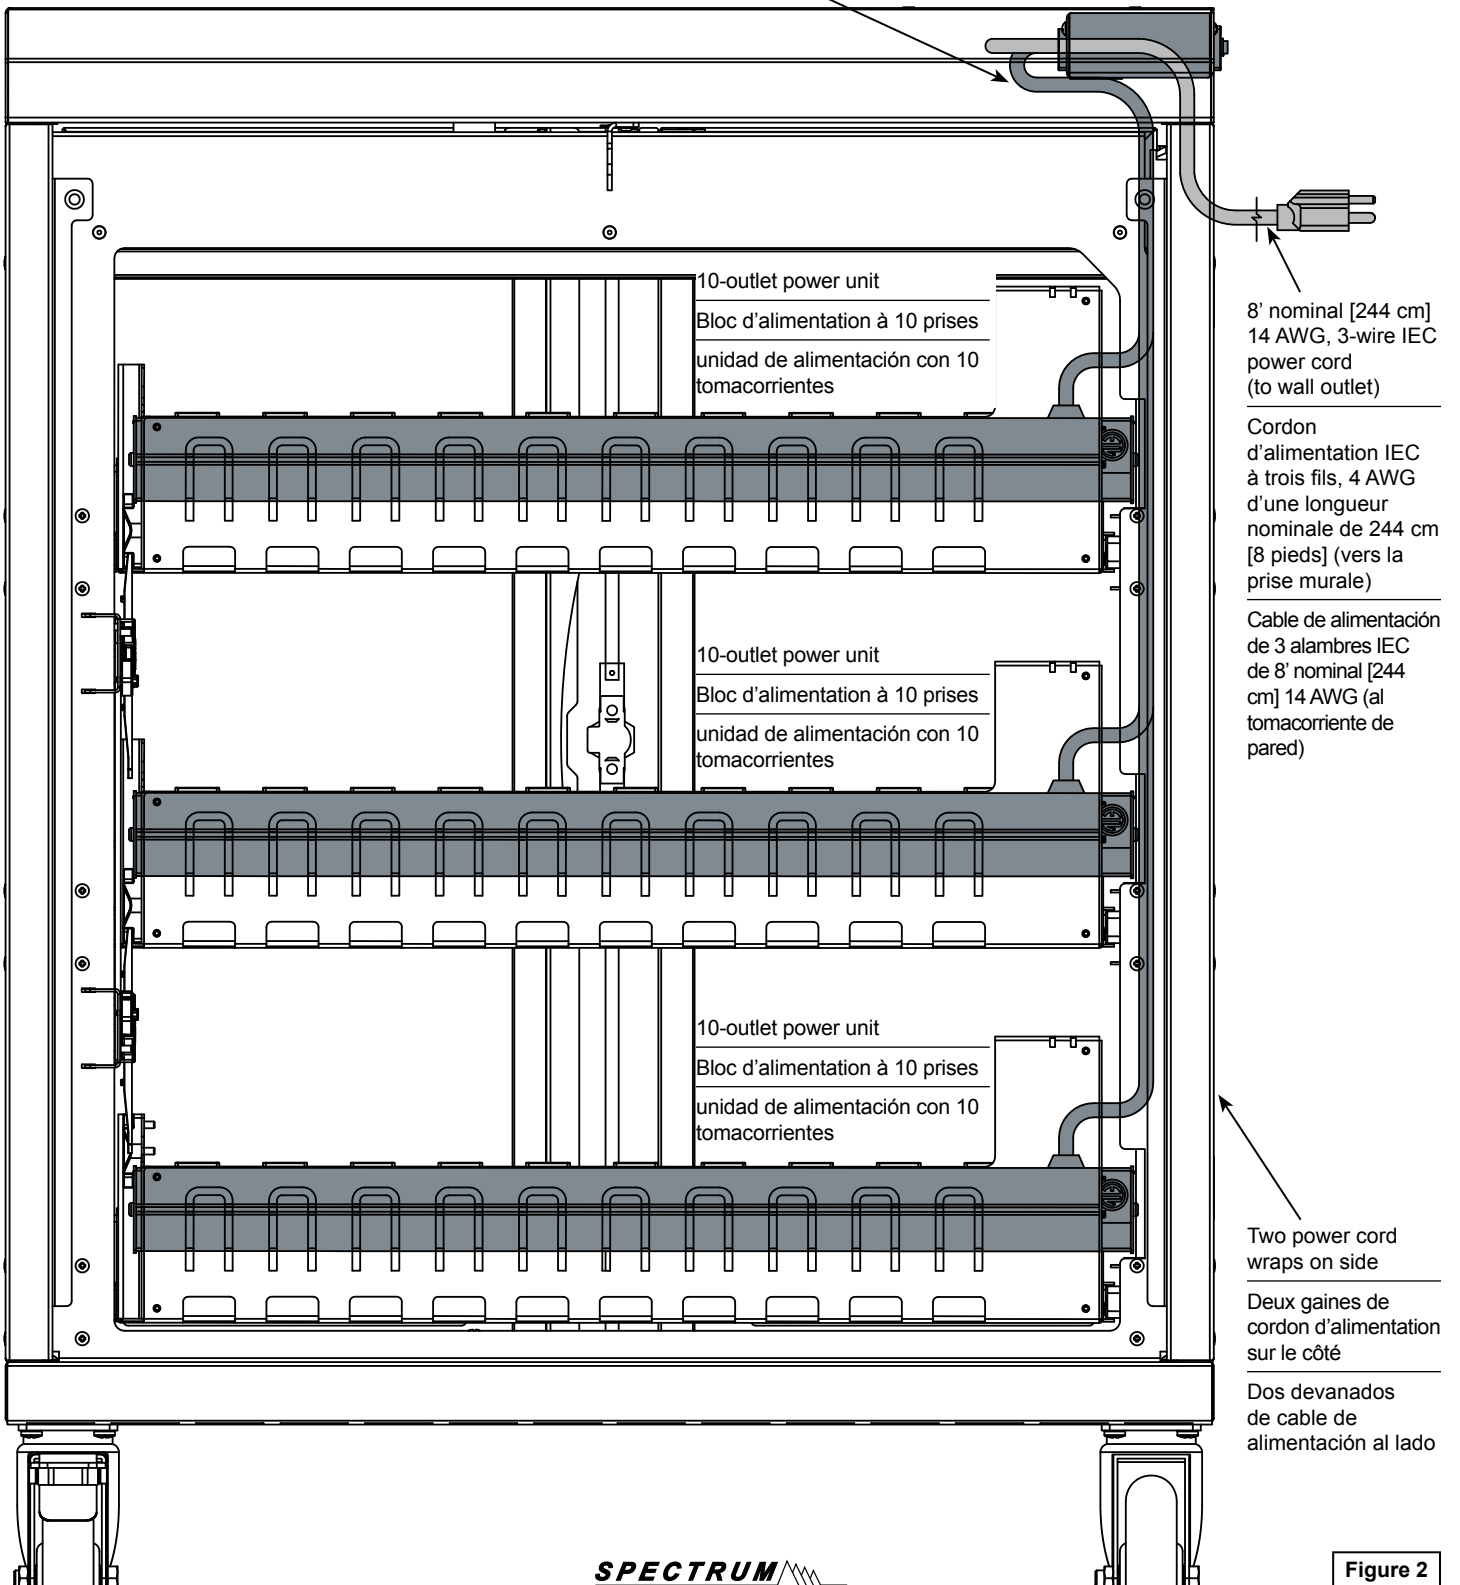 10-outlet power unit
Bloc d'alimentation à 10 prises
unidad de alimentación con 10
tomacorrientes
8' nominal [244 cm]
14 AWG, 3-wire IEC
power cord
(to wall outlet)
Cordon
d'alimentation IEC
à trois fils, 4 AWG
d'une longueur
nominale de 244 cm
[8 pieds] (vers la
prise murale)
Cable de alimentación
de 3 alambres IEC
de 8' nominal [244
cm] 14 AWG (al
tomacorriente de
pared)
10-outlet power unit
Bloc d'alimentation à 10 prises
unidad de alimentación con 10
tomacorrientes
10-outlet power unit
Bloc d'alimentation à 10 prises
unidad de alimentación con 10
tomacorrientes
Two power cord
wraps on side
Deux gaines de
cordon d'alimentation
sur le côté
Dos devanados
de cable de
alimentación al lado
SPECTRUM
Figure 2